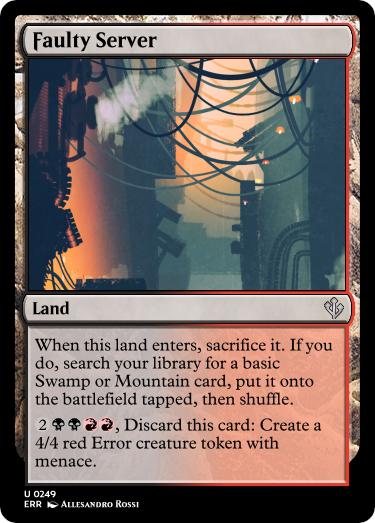 Faulty Server
Land
When this land enters, sacrifice it. If you
do, search your library for a basic
Swamp or Mountain card, put it onto
the battlefield tapped, then shuffle.
2, Discard this card: Create a
4/4 red Error creature token with
menace.
U 0249
ERR Allesandro Rossi